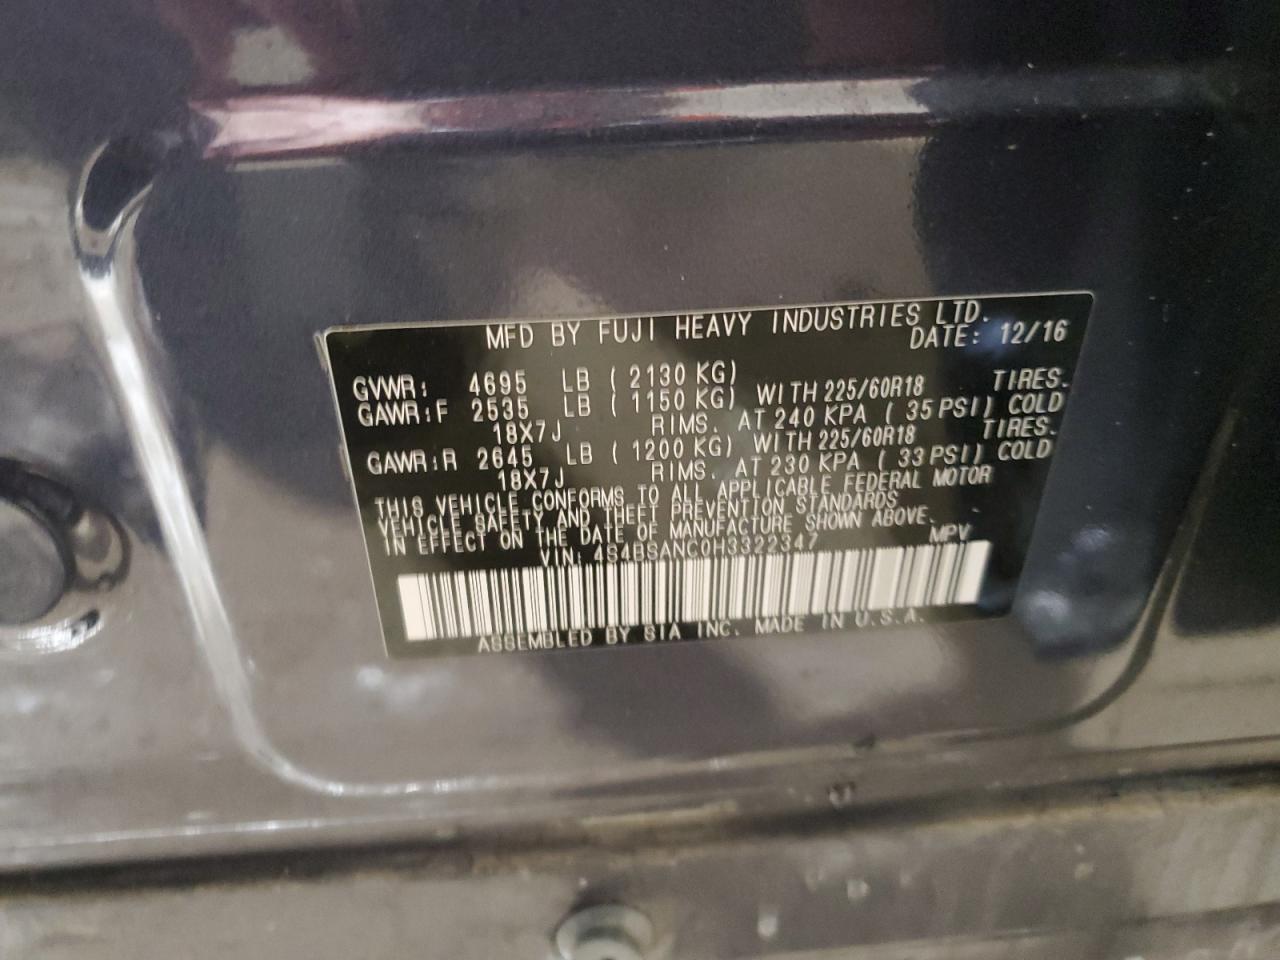 MFD BY FUJI HEAVY INDUSTRIES LTD.
DATE: 12/16
GVWR: 4695 LB ( 2130 KG)
GAWR:F 2535 LB ( 1150 KG) WITH 225/60R18 TIRES.
18X7J RIMS. AT 240 KPA ( 35 PSI) COLD
GAWR:R 2645 LB ( 1200 KG) WITH 225/60R18 TIRES.
18X7J RIMS. AT 230 KPA ( 33 PSI) COLD
THIS VEHICLE CONFORMS TO ALL APPLICABLE FEDERAL MOTOR
VEHICLE SAFETY AND THEFT PREVENTION STANDARDS
IN EFFECT ON THE DATE OF MANUFACTURE SHOWN ABOVE.
VIN: 4S4BSANC0H3322347 MPV
ASSEMBLED BY SIA INC. MADE IN U.S.A.